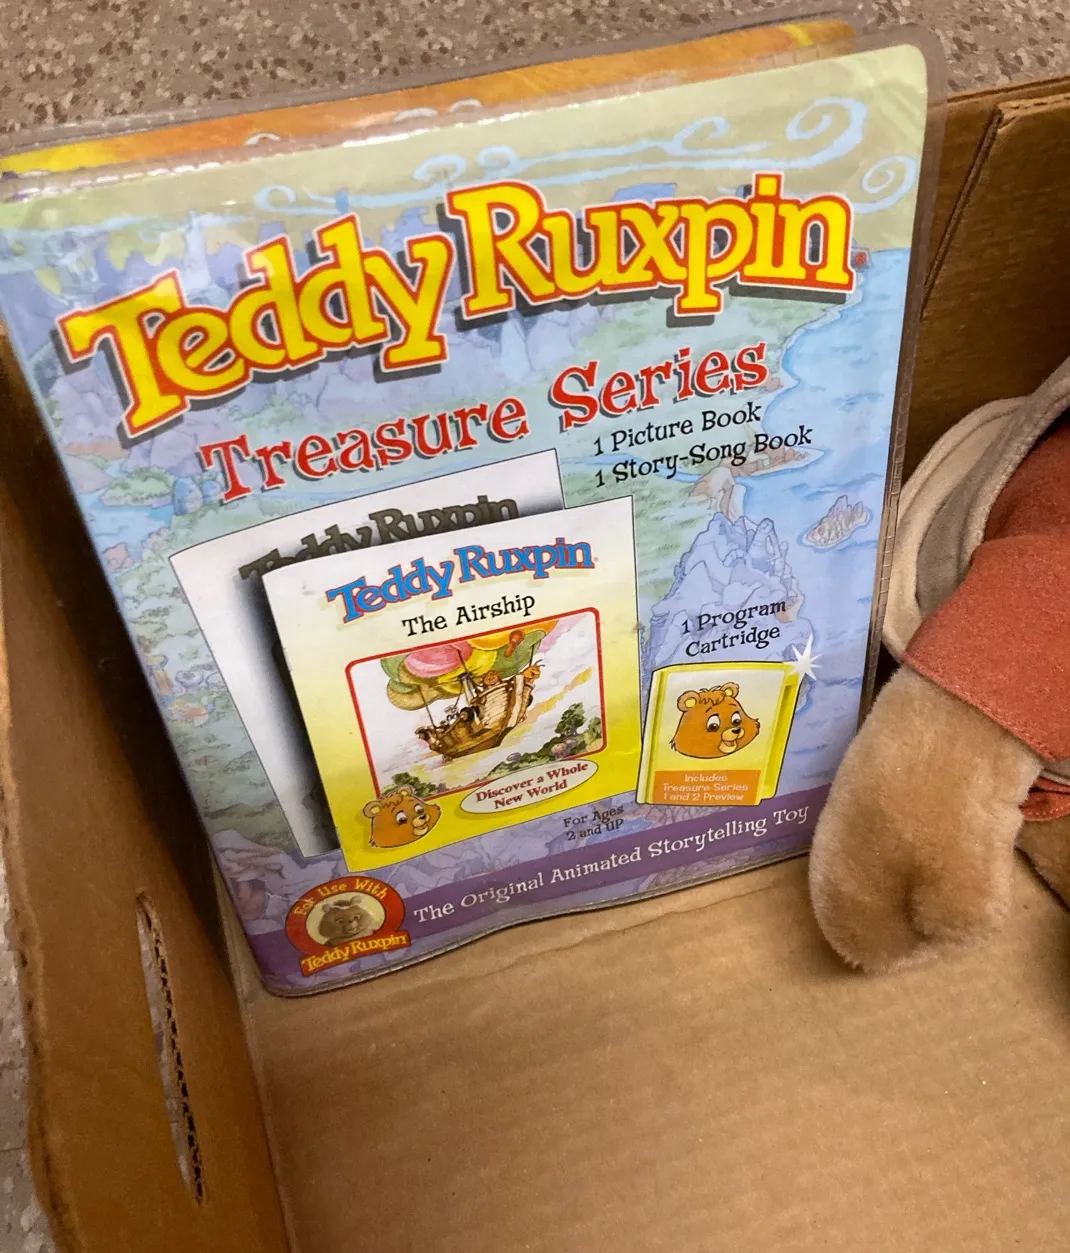 Teddy Ruxpin
Treasure Series
1 Picture Book
1 Story-Song Book
Teddy Ruxpin
Teddy Ruxpin
The Airship
Discover a Whole
New World
1 Program
Cartridge
Includes
Treasure Series
1 and 2 Preview
For Ages
2 and UP
The Original Animated Storytelling Toy
For Use With
Teddy Ruxpin